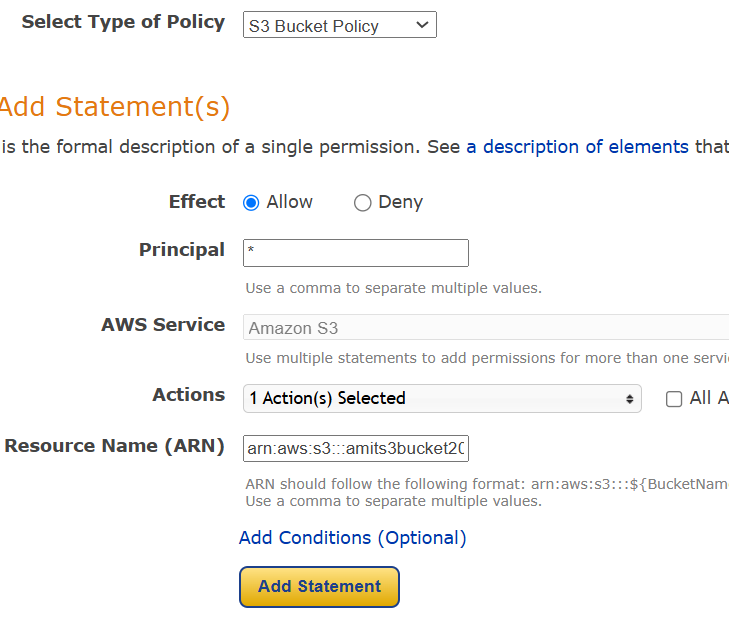 Select Type of Policy S3 Bucket Policy
Add Statement(s)
is the formal description of a single permission. See a description of elements that
Effect Allow Deny
Principal *
Use a comma to separate multiple values.
AWS Service Amazon S3
Use multiple statements to add permissions for more than one servi
Actions 1 Action(s) Selected All A
Resource Name (ARN) arn:aws:s3:::amits3bucket20
ARN should follow the following format: arn:aws:s3:::${BucketNam
Use a comma to separate multiple values.
Add Conditions (Optional)
Add Statement